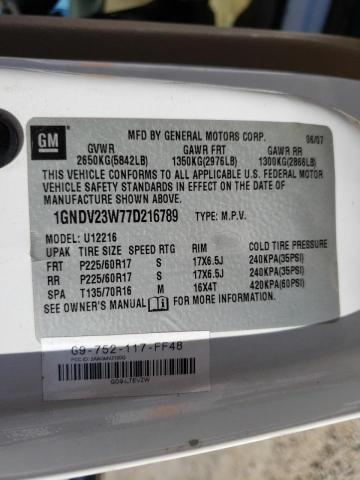 GM
MFD BY GENERAL MOTORS CORP. 06/07
GVWR GAWR FRT GAWR RR
2650KG(5842LB) 1350KG(2976LB) 1300KG(2866LB)
THIS VEHICLE CONFORMS TO ALL APPLICABLE U.S. FEDERAL MOTOR
VEHICLE SAFETY STANDARDS IN EFFECT ON THE DATE OF
MANUFACTURE SHOWN ABOVE.
1GNDV23W77D216789 TYPE: M.P.V.
MODEL: U12216
UPAK TIRE SIZE SPEED RTG RIM COLD TIRE PRESSURE
FRT P225/60R17 S 17X6.5J 240KPA(35PSI)
RR P225/60R17 S 17X6.5J 240KPA(35PSI)
SPA T135/70R16 M 16X4T 420KPA(60PSI)
SEE OWNER'S MANUAL FOR MORE INFORMATION.
G9-752-117-FF48